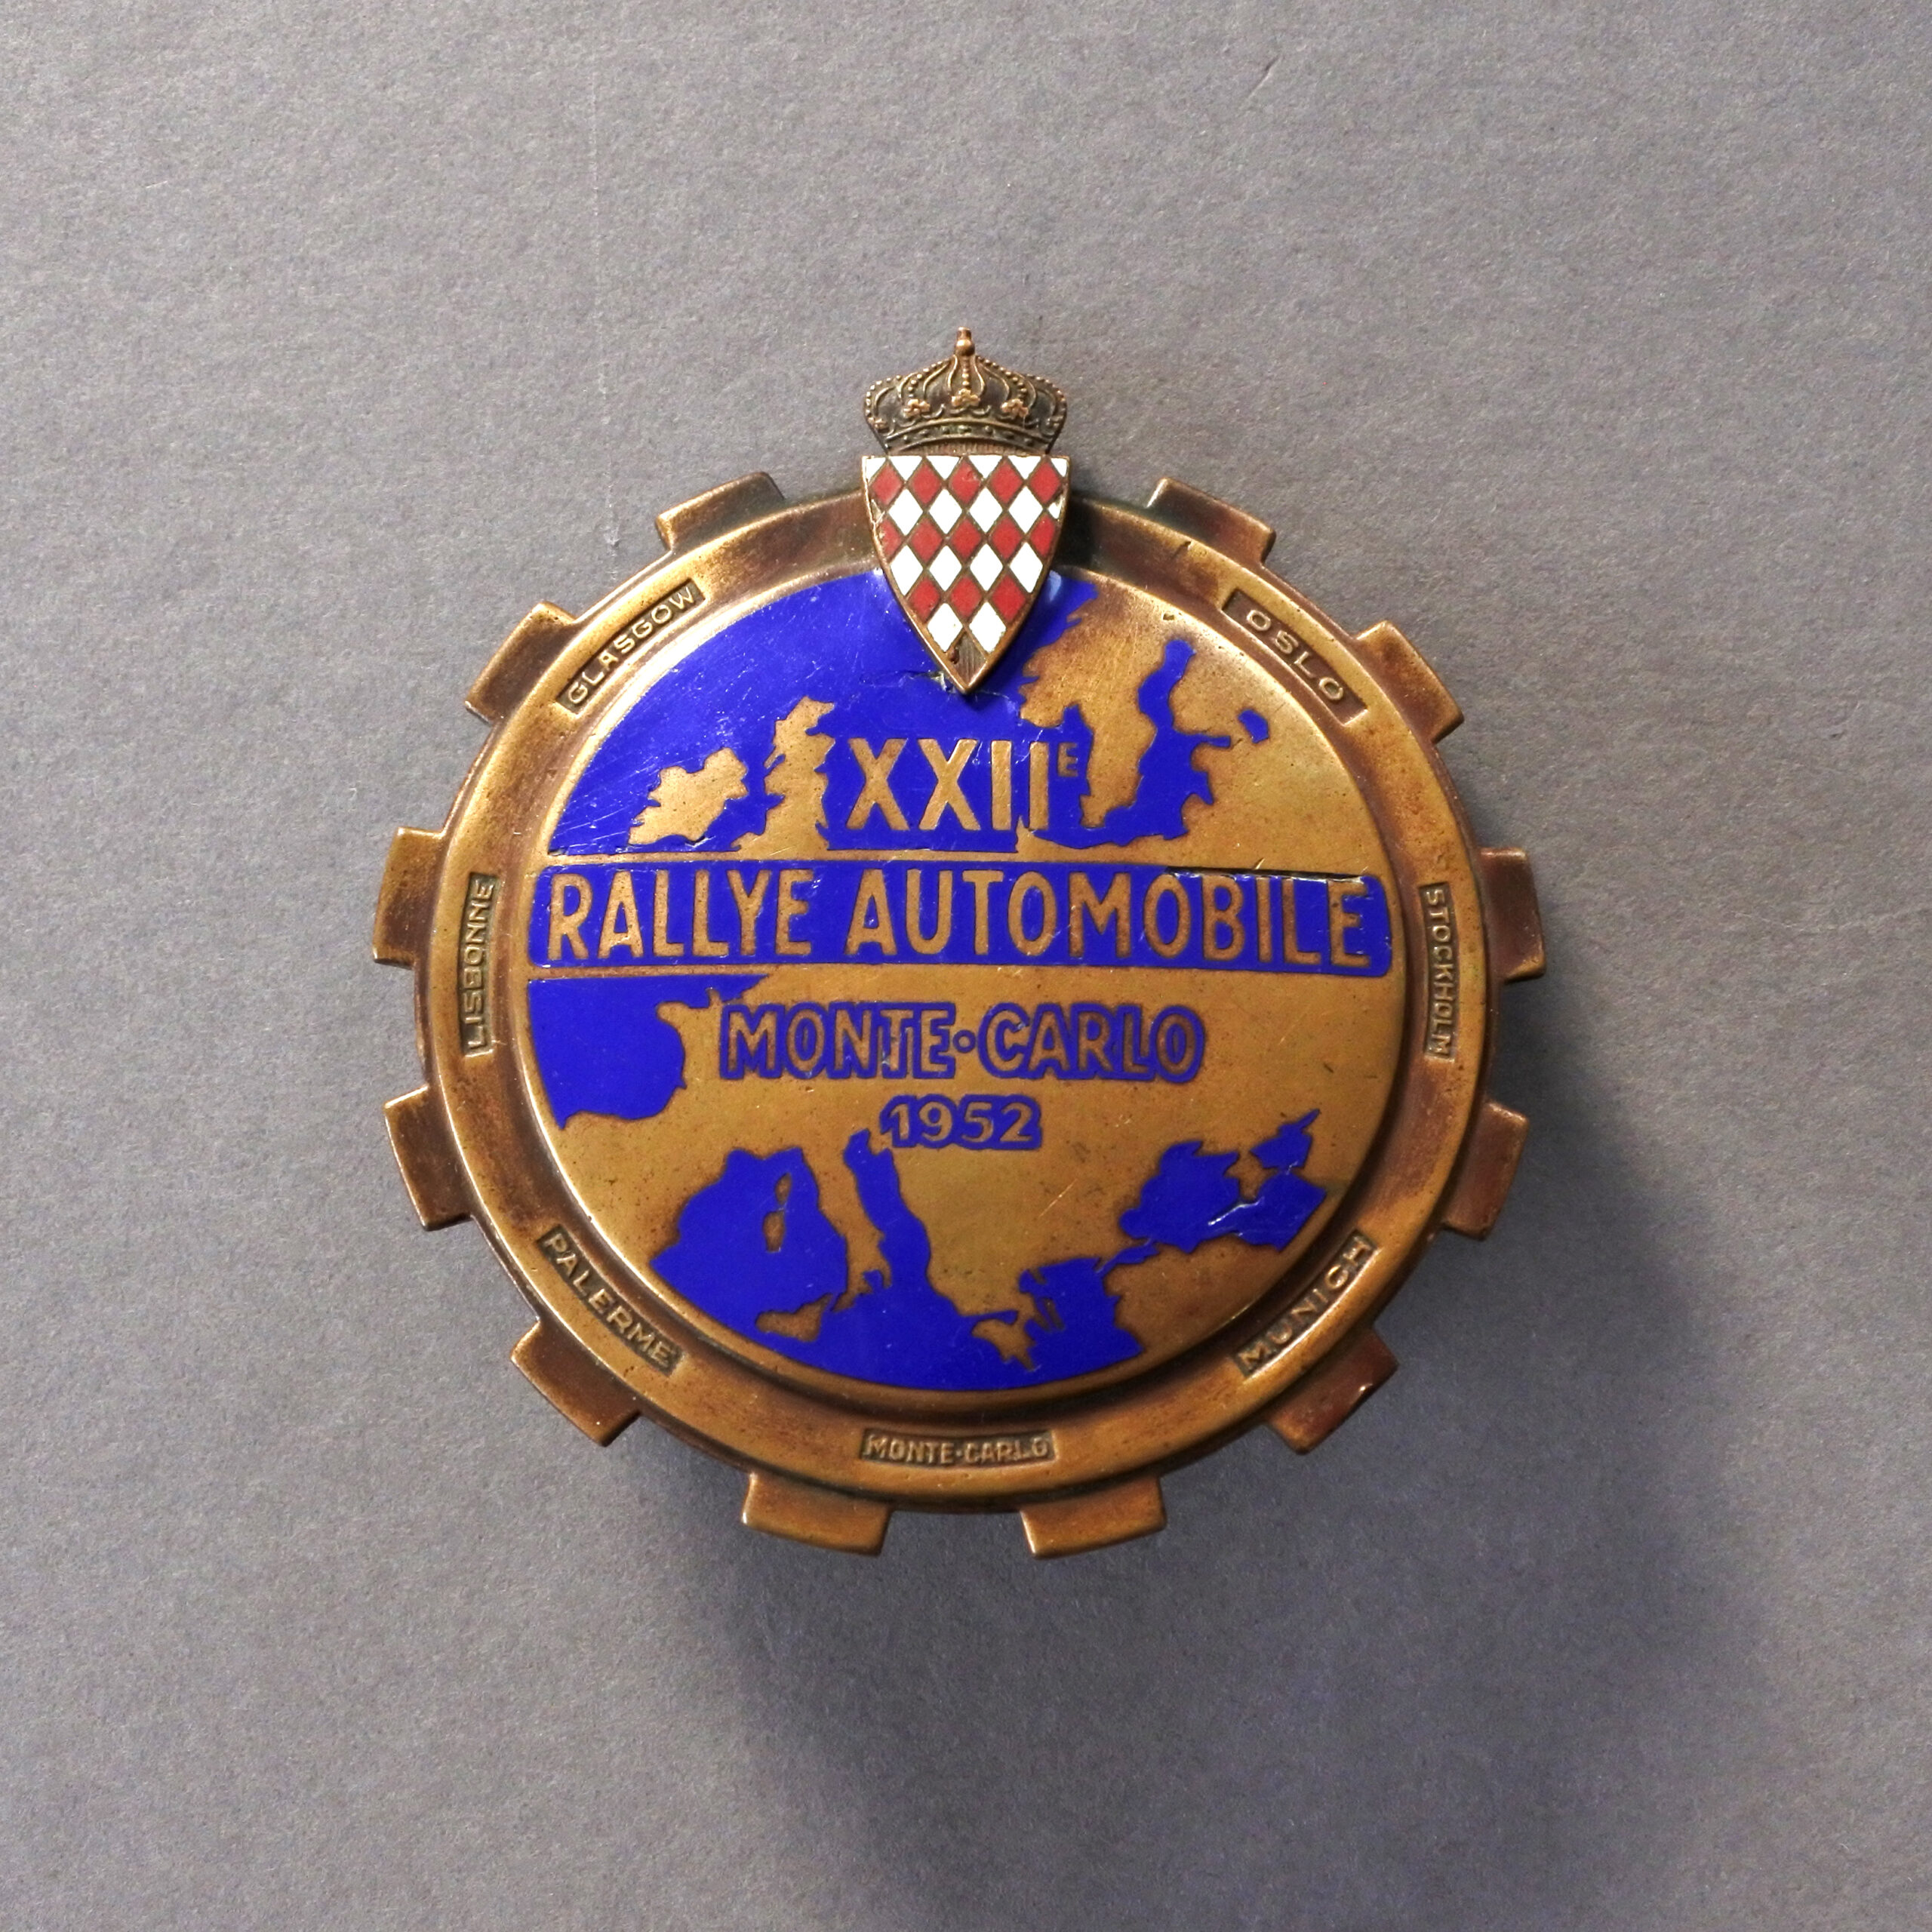 XXIIE
RALLYE AUTOMOBILE
MONTE·CARLO
1952
GLASGOW
OSLO
STOCKHOLM
MUNICH
MONTE·CARLO
PALERME
LISBONNE